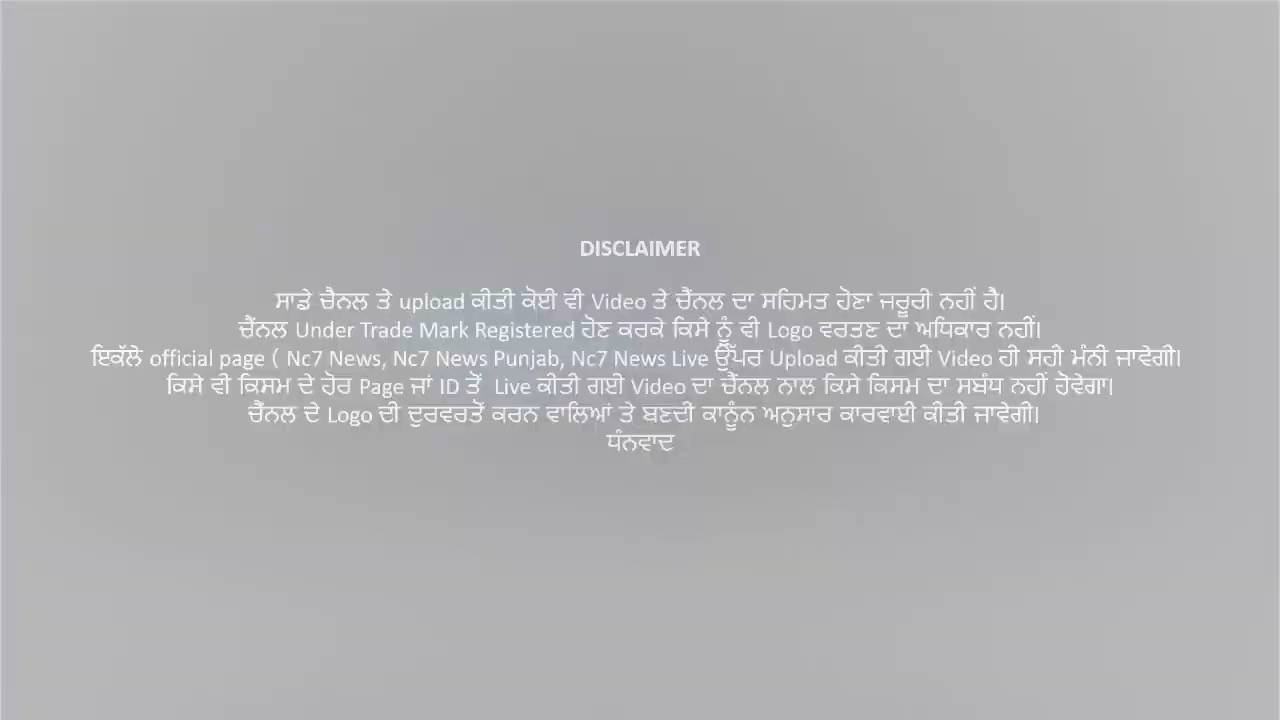 DISCLAIMER
ਸਾਡੇ ਚੈਨਲ ਤੇ upload ਕੀਤੀ ਕੋਈ ਵੀ Video ਤੇ ਚੈਂਨਲ ਦਾ ਸਹਿਮਤ ਹੋਣਾ ਜਰੂਰੀ ਨਹੀਂ ਹੈ।
ਚੈਂਨਲ Under Trade Mark Registered ਹੋਣ ਕਰਕੇ ਕਿਸੇ ਨੂੰ ਵੀ Logo ਵਰਤਣ ਦਾ ਅਧਿਕਾਰ ਨਹੀਂ।
ਇਕੱਲੇ official page ( Nc7 News, Nc7 News Punjab, Nc7 News Live ਉੱਪਰ Upload ਕੀਤੀ ਗਈ Video ਹੀ ਸਹੀ ਮੰਨੀ ਜਾਵੇਗੀ।
ਕਿਸੇ ਵੀ ਕਿਸਮ ਦੇ ਹੋਰ Page ਜਾਂ ID ਤੋਂ Live ਕੀਤੀ ਗਈ Video ਦਾ ਚੈਂਨਲ ਨਾਲ ਕਿਸੇ ਕਿਸਮ ਦਾ ਸਬੰਧ ਨਹੀਂ ਹੋਵੇਗਾ।
ਚੈਂਨਲ ਦੇ Logo ਦੀ ਦੁਰਵਰਤੋਂ ਕਰਨ ਵਾਲਿਆਂ ਤੇ ਬਣਦੀ ਕਾਨੂੰਨ ਅਨੁਸਾਰ ਕਾਰਵਾਈ ਕੀਤੀ ਜਾਵੇਗੀ।
ਧੰਨਵਾਦ